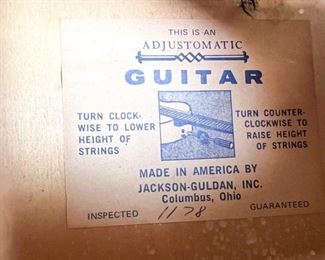 THIS IS AN
ADJUSTOMATIC
GUITAR
TURN CLOCK-
WISE TO LOWER
HEIGHT OF
STRINGS
TURN COUNTER-
CLOCKWISE TO
RAISE HEIGHT
OF STRINGS
MADE IN AMERICA BY
JACKSON-GULDAN, INC.
Columbus, Ohio
INSPECTED 1178 GUARANTEED